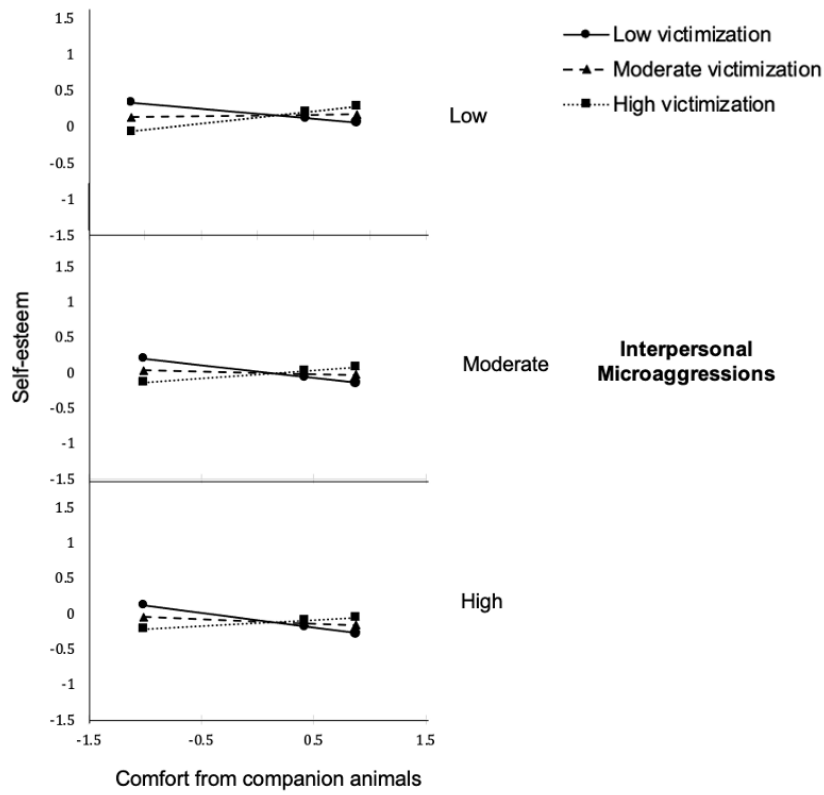 1.5
1
0.5
0
-0.5
-1
-1.5
Low victimization
Moderate victimization
High victimization
Low
1.5
1
0.5
0
-0.5
-1
-1.5
Self-esteem
Moderate
Interpersonal
Microaggressions
1.5
1
0.5
0
-0.5
-1
-1.5
High
-1.5 -0.5 0.5 1.5
Comfort from companion animals